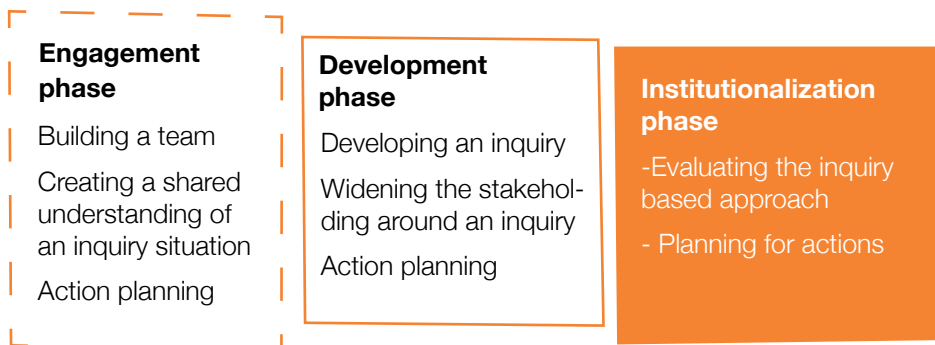 Engagement
phase
Building a team
Creating a shared
understanding of
an inquiry situation
Action planning
Development
phase
Developing an inquiry
Widening the stakehol-
ding around an inquiry
Action planning
Institutionalization
phase
-Evaluating the inquiry
based approach
- Planning for actions